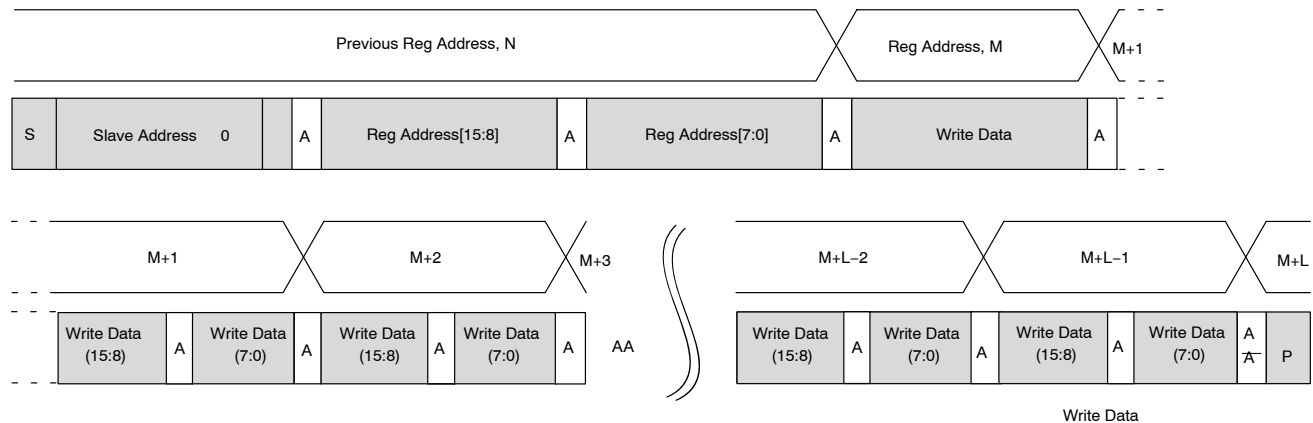 Previous Reg Address, N
Reg Address, M
M+1
S
Slave Address 0
A
Reg Address[15:8]
A
Reg Address[7:0]
A
Write Data
A
M+1
M+2
M+3
M+L−2
M+L−1
M+L
Write Data
(15:8)
A
Write Data
(7:0)
A
Write Data
(15:8)
A
Write Data
(7:0)
A
AA
Write Data
(15:8)
A
Write Data
(7:0)
A
Write Data
(15:8)
A
Write Data
(7:0)
A
A
P
Write Data